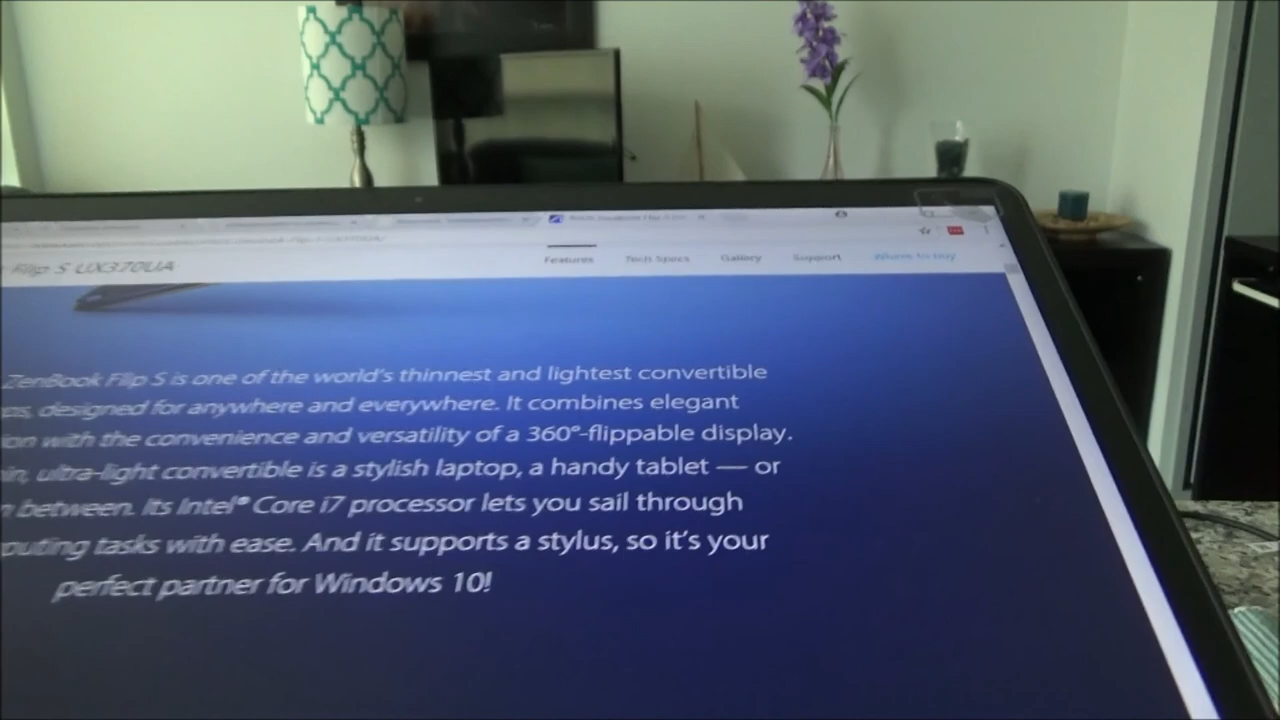 Flip S UX370UA
Features Tech Specs Gallery Support Where to buy
ZenBook Flip S is one of the world's thinnest and lightest convertible
designed for anywhere and everywhere. It combines elegant
with the convenience and versatility of a 360°-flippable display.
ultra-light convertible is a stylish laptop, a handy tablet — or
between. Its Intel® Core i7 processor lets you sail through
tasks with ease. And it supports a stylus, so it's your
perfect partner for Windows 10!